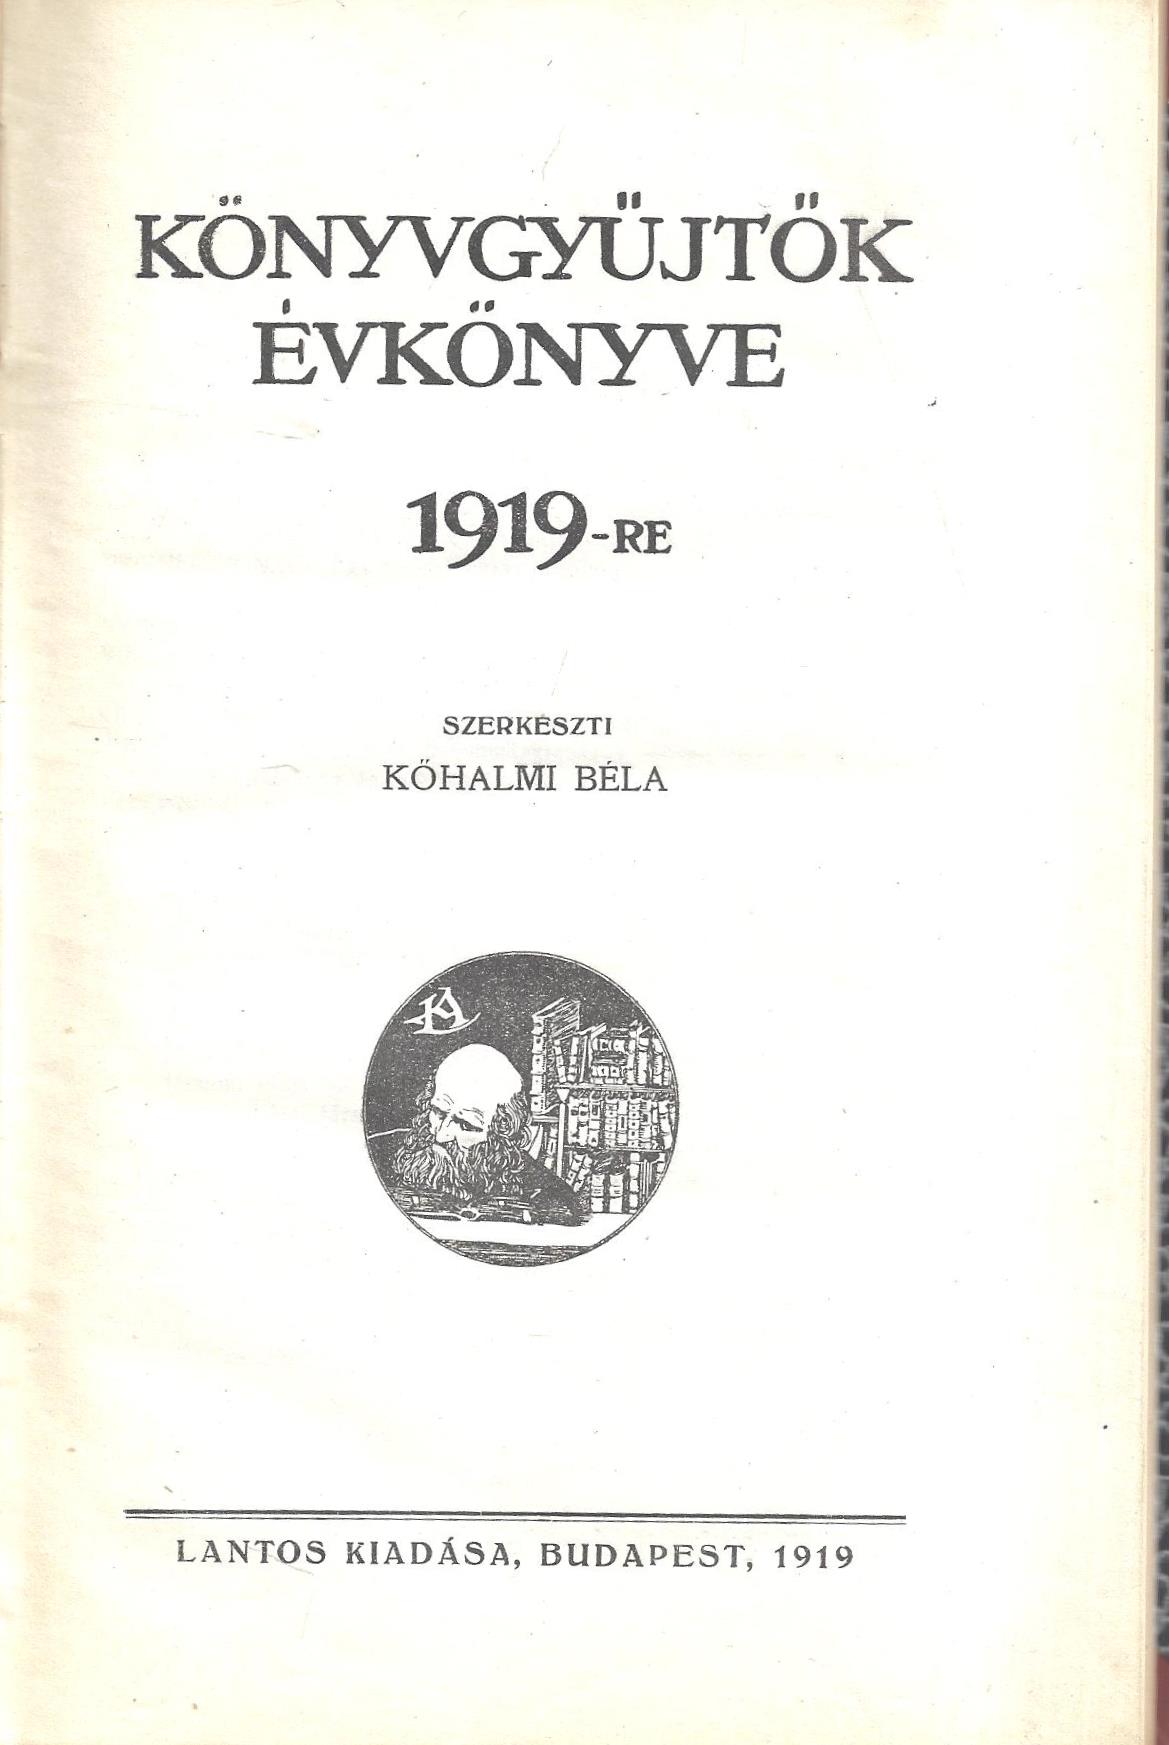 KÖNYVGYŰJTŐK
ÉVKÖNYVE
1919-RE
SZERKESZTI
KŐHALMI BÉLA
LANTOS KIADÁSA, BUDAPEST, 1919